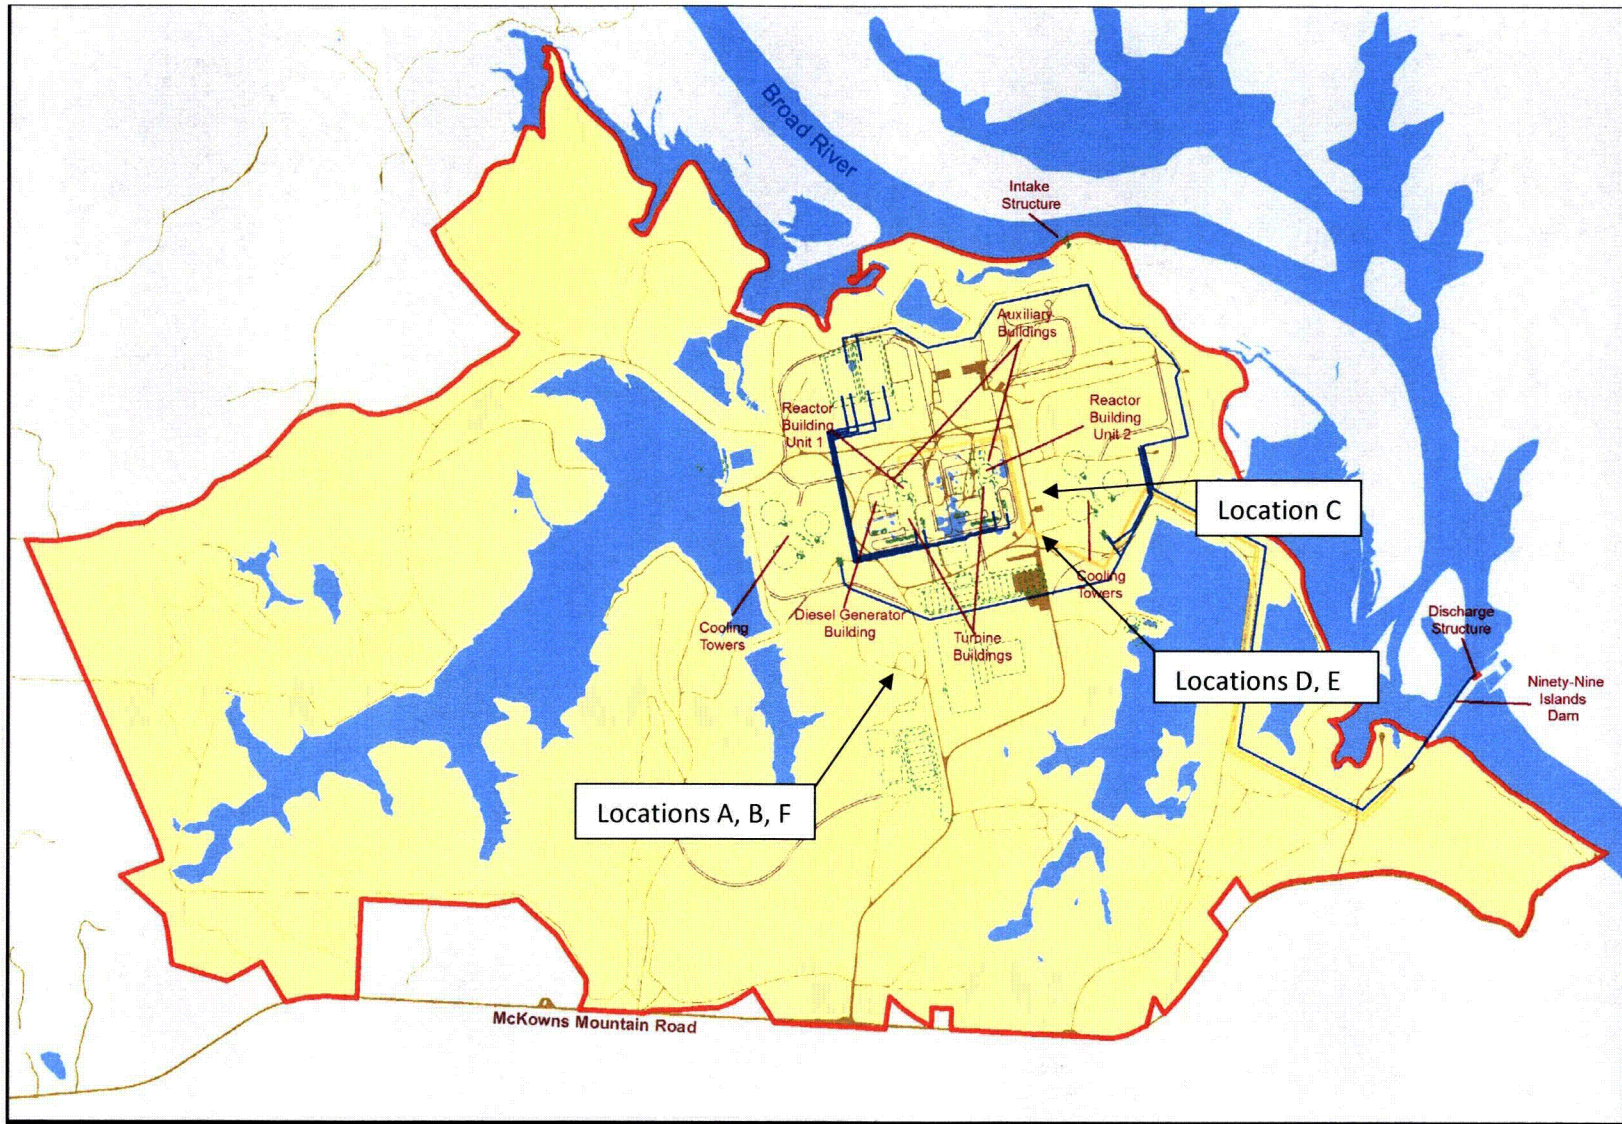 Broad River
Intake
Structure
Auxiliary
Buildings
Reactor
Building
Unit 1
Reactor
Building
Unit 2
Location C
Cooling
Towers
Diesel Generator
Building
Turbine
Buildings
Cooling
Towers
Discharge
Structure
Locations D, E
Ninety-Nine
Islands
Dam
Locations A, B, F
McKowns Mountain Road